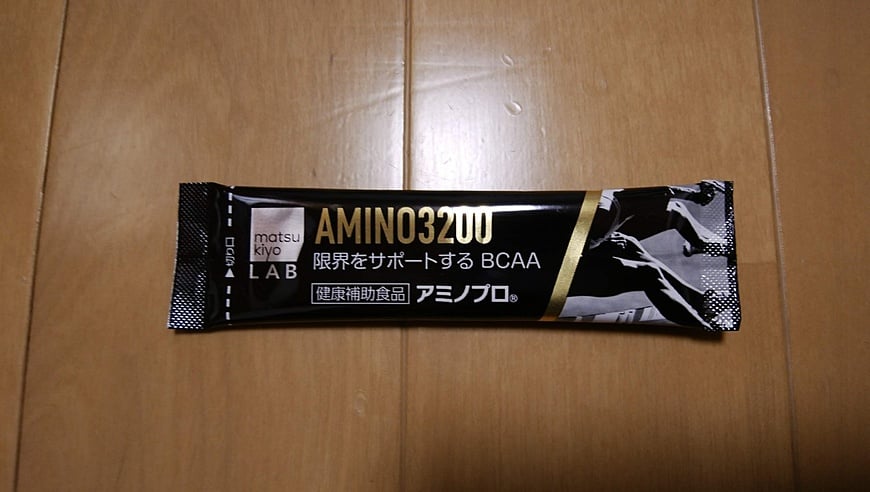 matsu
kiyo
LAB
AMINO3200
限界をサポートする BCAA
健康補助食品 アミノプロ®